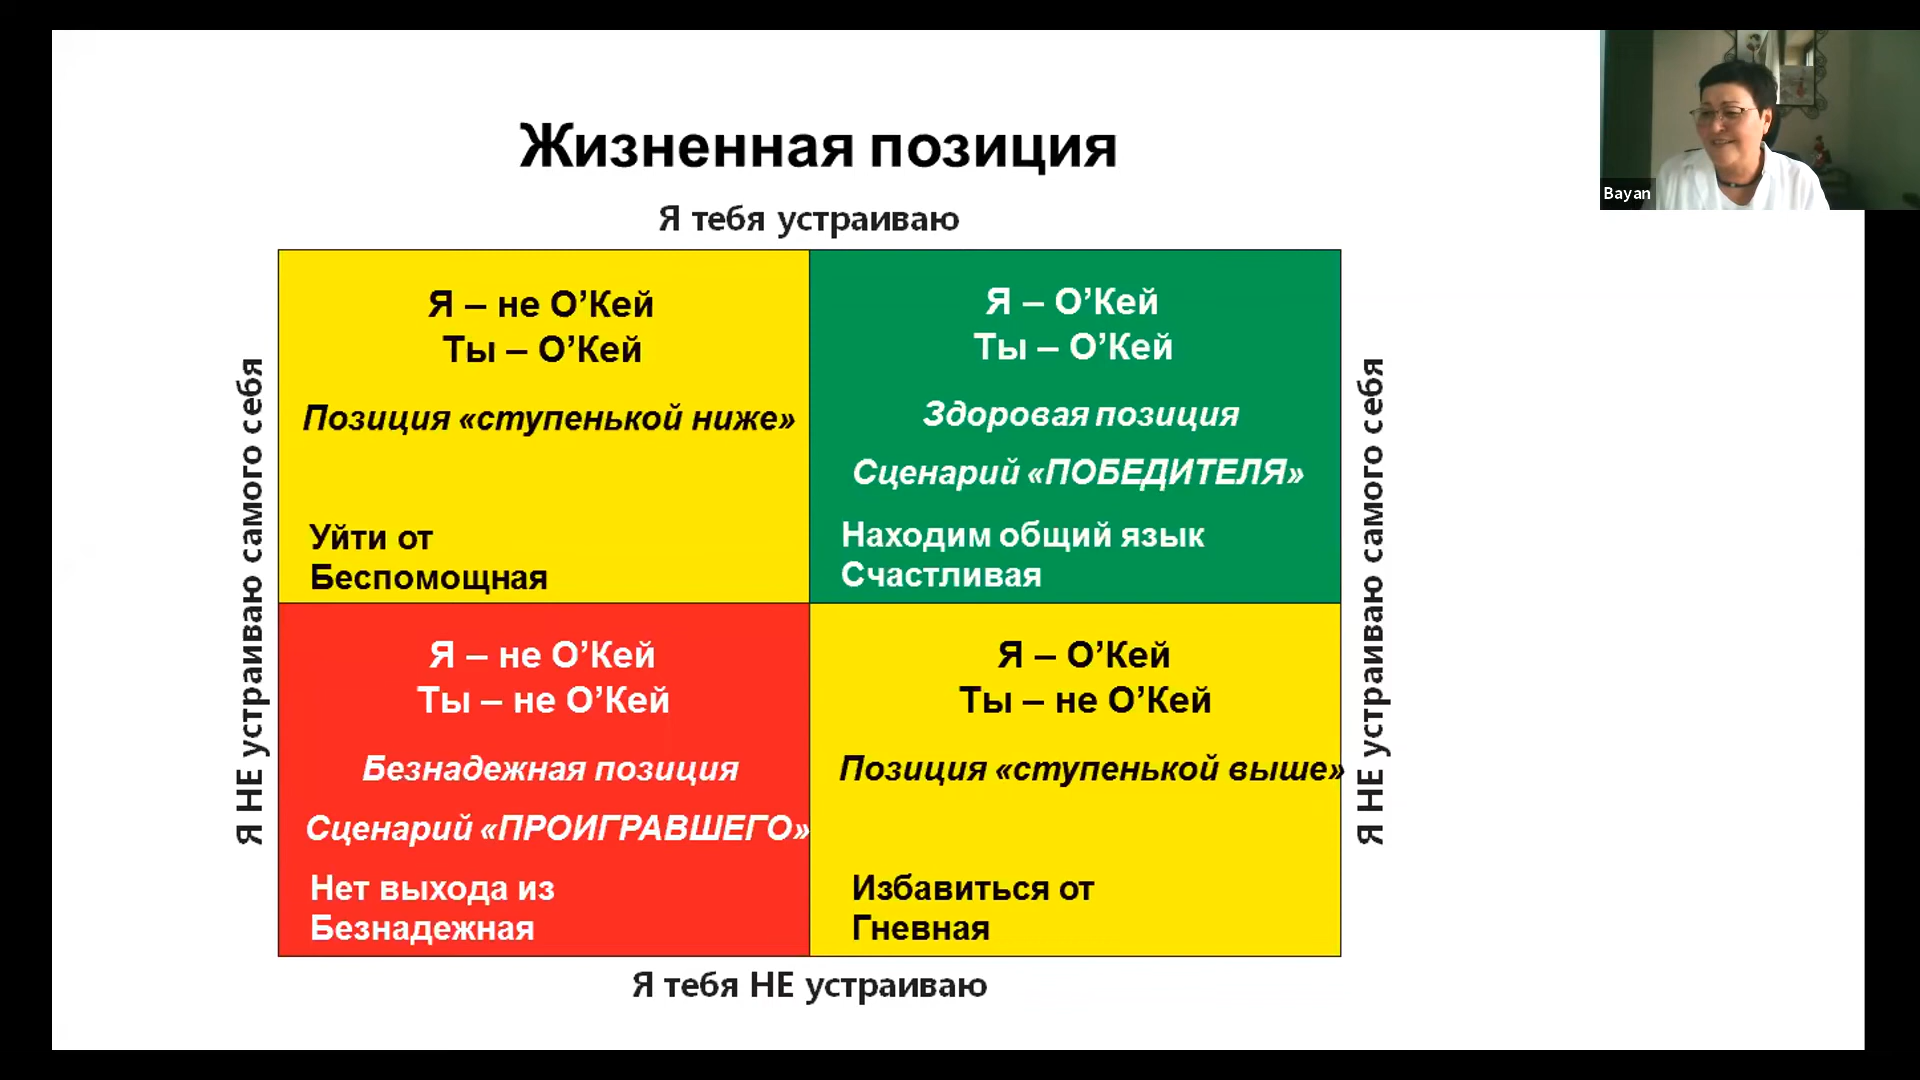 Жизненная позиция
Bayan
Я тебя устраиваю
Я НЕ устраиваю самого себя
Я – не О’Кей
Ты – О’Кей
Позиция «ступенькой ниже»
Уйти от
Беспомощная
Я – О’Кей
Ты – О’Кей
Здоровая позиция
Сценарий «ПОБЕДИТЕЛЯ»
Находим общий язык
Счастливая
Я – не О’Кей
Ты – не О’Кей
Безнадежная позиция
Сценарий «ПРОИГРАВШЕГО»
Нет выхода из
Безнадежная
Я – О’Кей
Ты – не О’Кей
Позиция «ступенькой выше»
Избавиться от
Гневная
Я НЕ устраиваю самого себя
Я тебя НЕ устраиваю